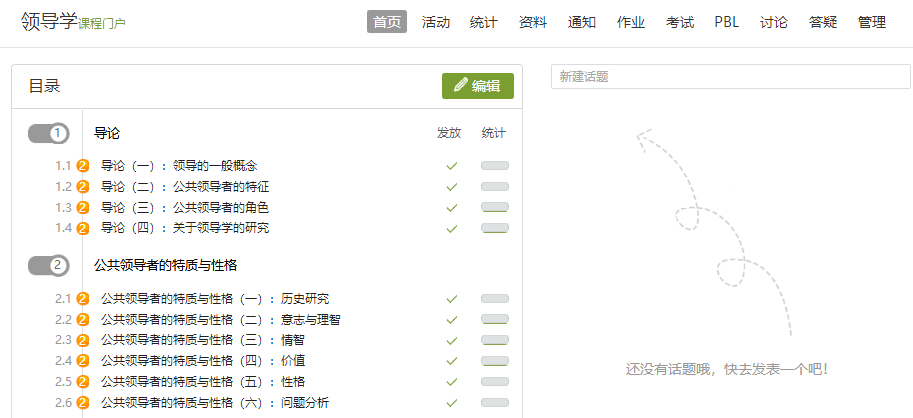 领导学课程门户
首页 活动 统计 资料 通知 作业 考试 PBL 讨论 答疑 管理
目录 编辑
1 导论 发放 统计
1.1 2 导论（一）：领导的一般概念
1.2 2 导论（二）：公共领导者的特征
1.3 2 导论（三）：公共领导者的角色
1.4 2 导论（四）：关于领导学的研究
2 公共领导者的特质与性格
2.1 2 公共领导者的特质与性格（一）：历史研究
2.2 2 公共领导者的特质与性格（二）：意志与理智
2.3 2 公共领导者的特质与性格（三）：情智
2.4 2 公共领导者的特质与性格（四）：价值
2.5 2 公共领导者的特质与性格（五）：性格
2.6 2 公共领导者的特质与性格（六）：问题分析
新建话题
还没有话题哦，快去发表一个吧！